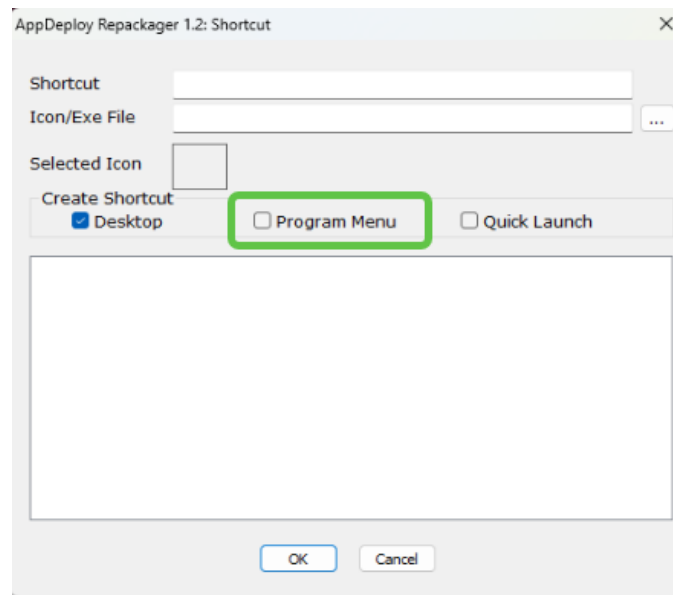 AppDeploy Repackager 1.2: Shortcut
Shortcut
Icon/Exe File
...
Selected Icon
Create Shortcut
Desktop Program Menu Quick Launch
OK Cancel